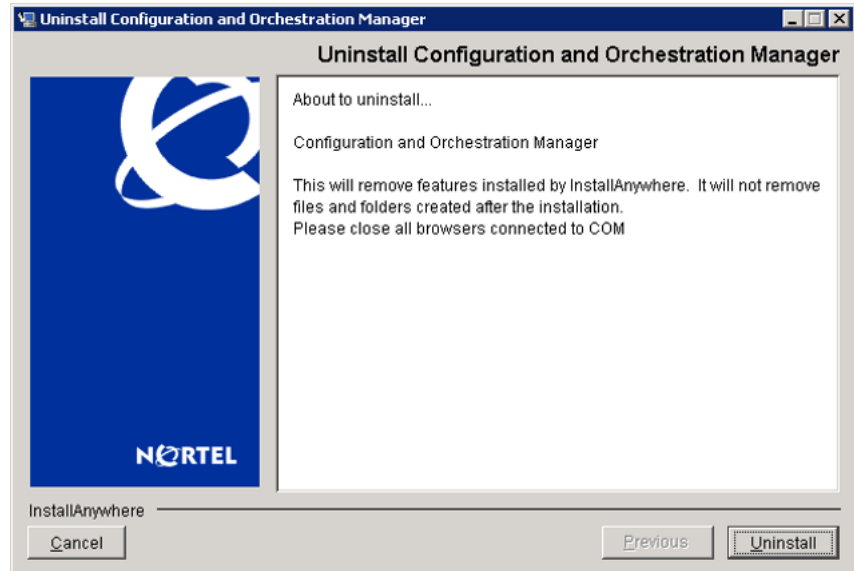 Uninstall Configuration and Orchestration Manager
Uninstall Configuration and Orchestration Manager
About to uninstall...
Configuration and Orchestration Manager
This will remove features installed by InstallAnywhere. It will not remove
files and folders created after the installation.
Please close all browsers connected to COM
NORTEL
InstallAnywhere
Cancel
Previous
Uninstall